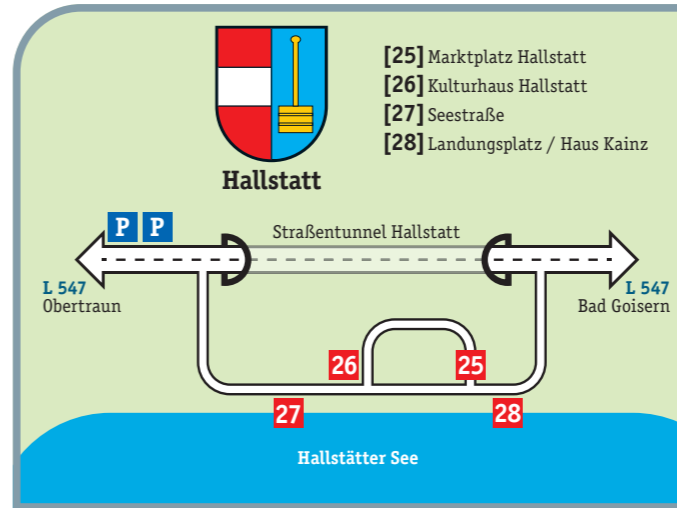 [25] Marktplatz Hallstatt
[26] Kulturhaus Hallstatt
[27] Seestraße
[28] Landungsplatz / Haus Kainz
Hallstatt
P P
Straßentunnel Hallstatt
L 547
Obertraun
L 547
Bad Goisern
26
25
27
28
Hallstätter See